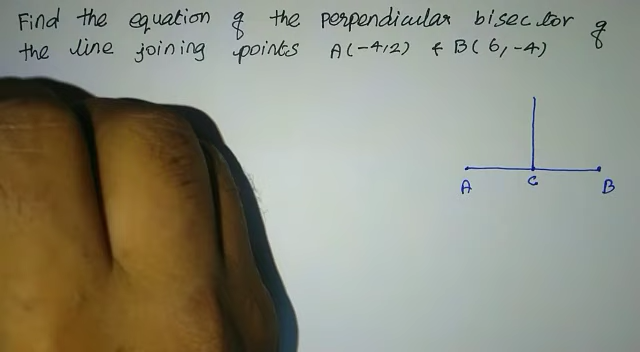 Find the equation of the perpendicular bisector of
the line joining points A(-4,2) & B(6,-4)
A C B